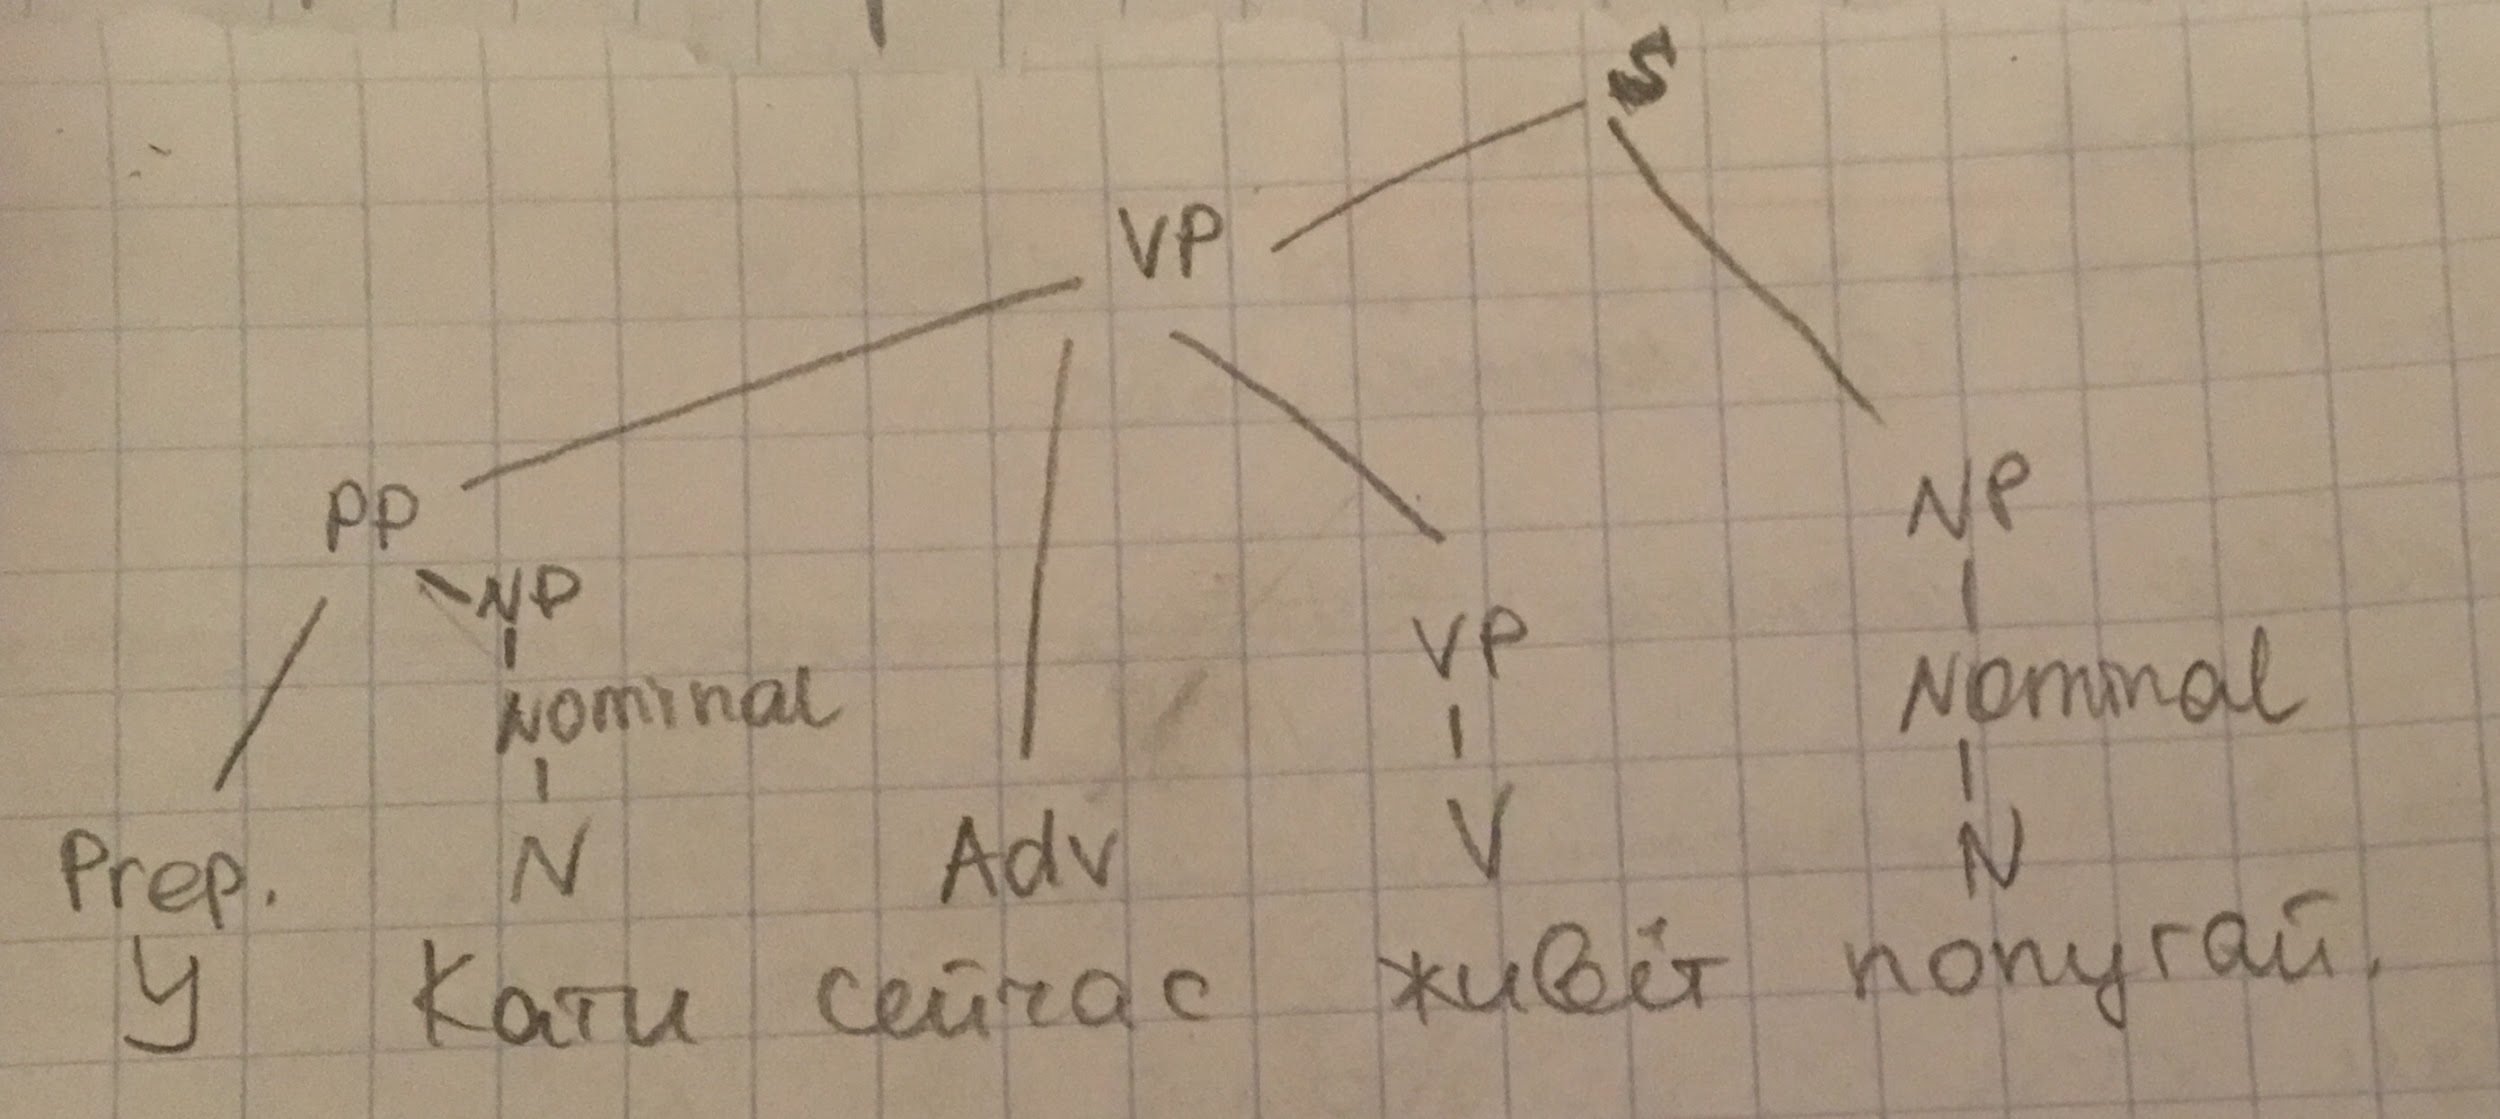 S
VP
PP NP
NP VP
Nominal Nominal
Prep. N Adv V N
У Кати сейчас живёт попугай.